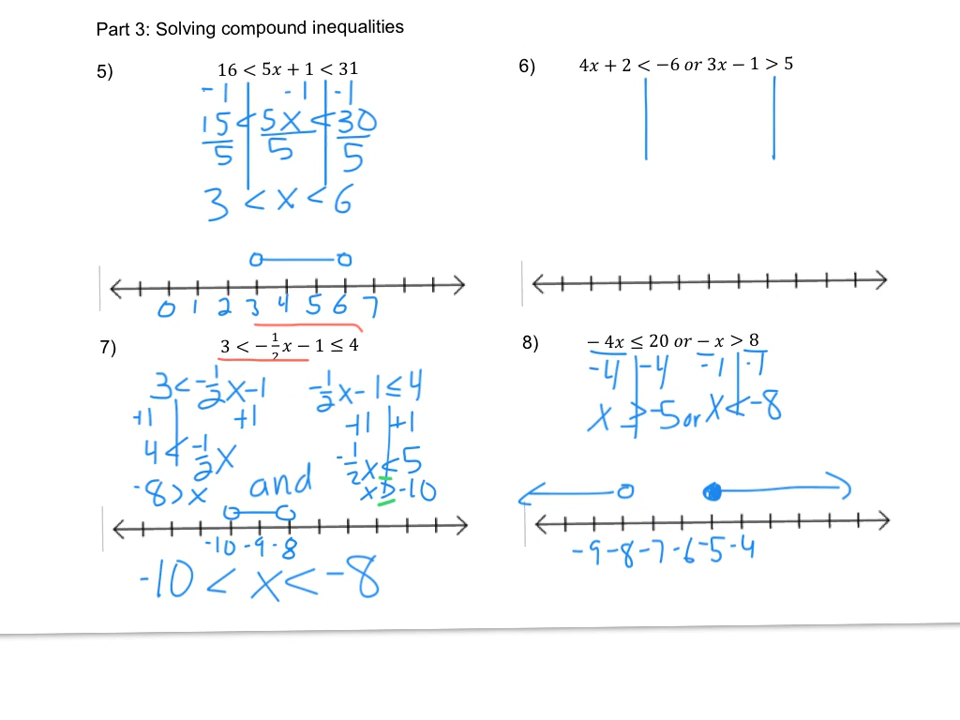 Part 3: Solving compound inequalities
5) 16 < 5x + 1 < 31
-1 -1 -1
15 < 5x < 30
5 5 5
3 < x < 6
0 1 2 3 4 5 6 7
6) 4x + 2 < −6 or 3x − 1 > 5
7) 3 < −1/2x − 1 ≤ 4
3 < -1/2x-1 -1/2x-1≤4
+1 +1 +1 +1
4 < -1/2x -1/2x≤5
-8>x and x≥-10
-10 -9 -8
-10 < x < -8
8) − 4x ≤ 20 or − x > 8
-4 -4 -1 -1
x ≥ -5 or x < -8
-9 -8 -7 -6 -5 -4